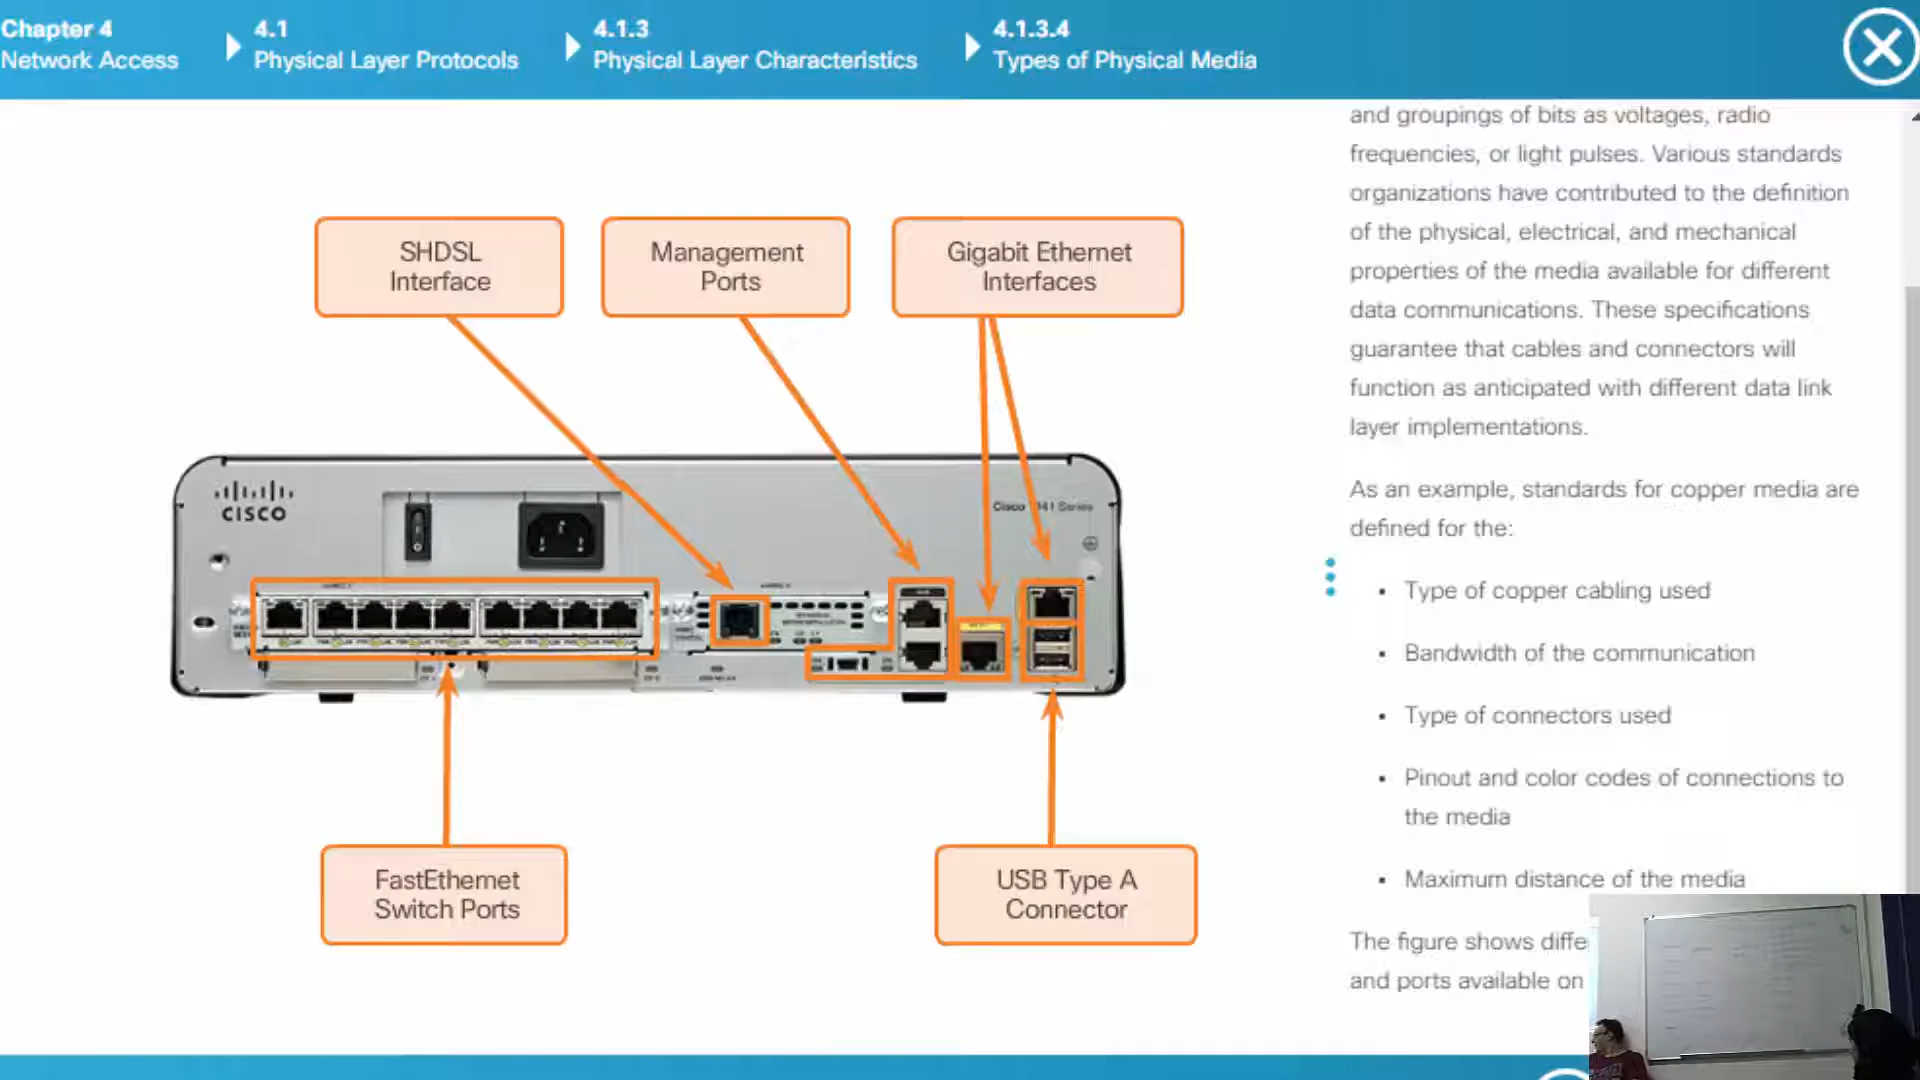 Chapter 4
Network Access
4.1
Physical Layer Protocols
4.1.3
Physical Layer Characteristics
4.1.3.4
Types of Physical Media
SHDSL
Interface
Management
Ports
Gigabit Ethernet
Interfaces
CISCO
Cisco 1941 Series
FastEthernet
Switch Ports
USB Type A
Connector
and groupings of bits as voltages, radio
frequencies, or light pulses. Various standards
organizations have contributed to the definition
of the physical, electrical, and mechanical
properties of the media available for different
data communications. These specifications
guarantee that cables and connectors will
function as anticipated with different data link
layer implementations.
As an example, standards for copper media are
defined for the:
• Type of copper cabling used
• Bandwidth of the communication
• Type of connectors used
• Pinout and color codes of connections to
the media
• Maximum distance of the media
The figure shows diffe
and ports available on